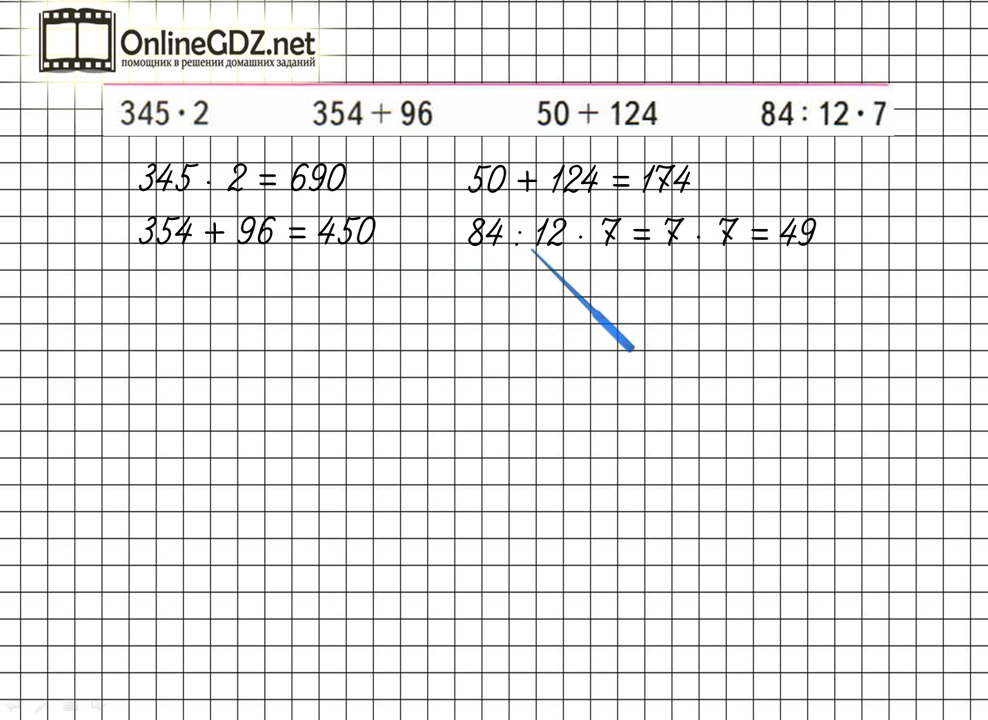 OnlineGDZ.net
помощник в решении домашних заданий
345 · 2 354 + 96 50 + 124 84 : 12 · 7
345 · 2 = 690 50 + 124 = 174
354 + 96 = 450 84 : 12 · 7 = 7 · 7 = 49